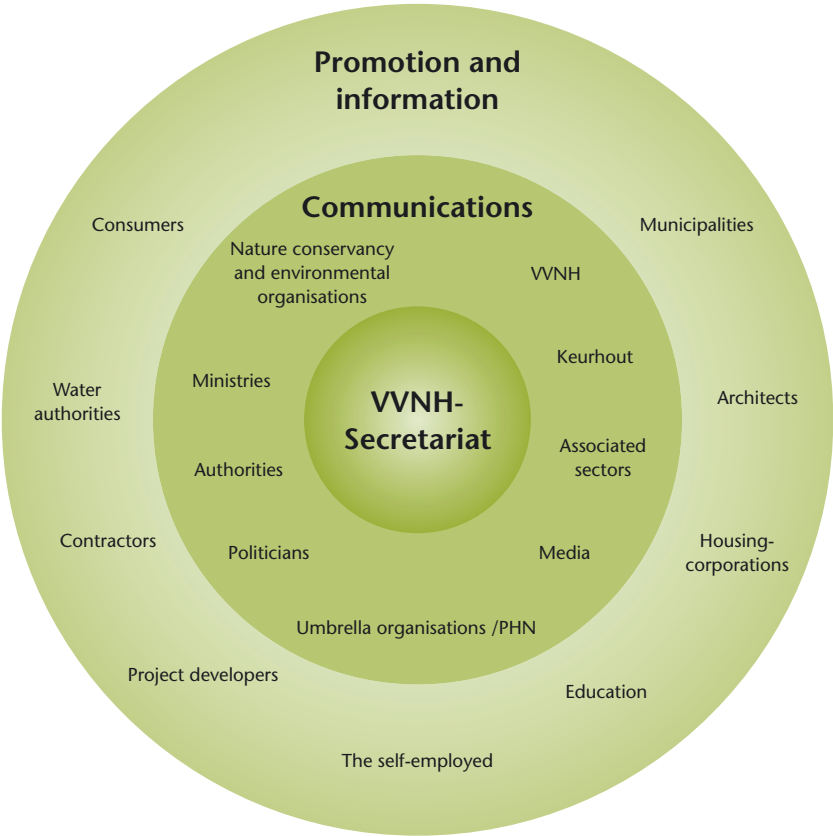 Promotion and
information
Consumers
Municipalities
Communications
Nature conservancy
and environmental
organisations
VVNH
Keurhout
Ministries
Water
authorities
VVNH-
Secretariat
Architects
Associated
sectors
Authorities
Contractors
Politicians
Media
Housing-
corporations
Umbrella organisations /PHN
Project developers
Education
The self-employed